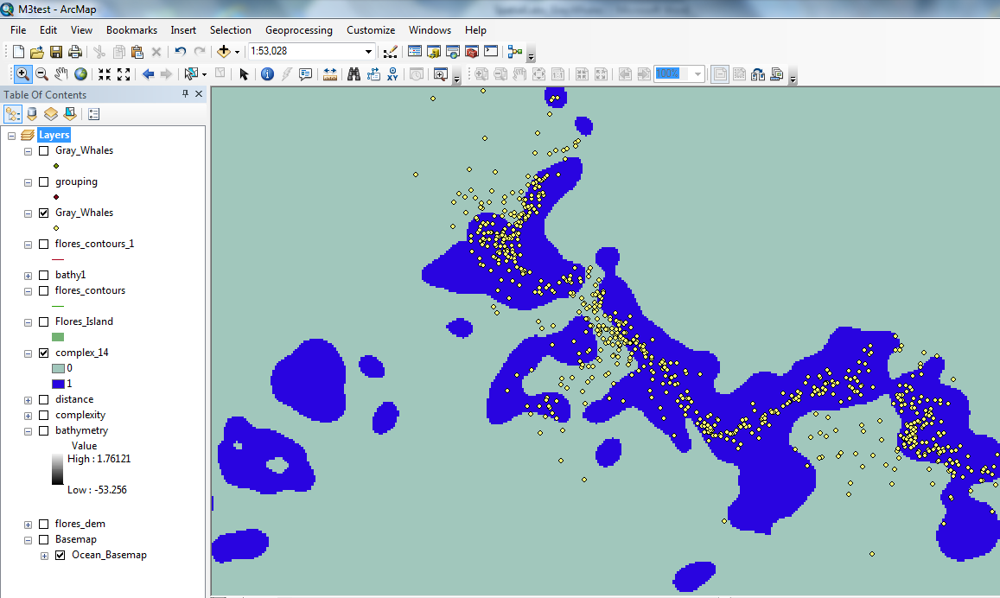 M3test - ArcMap
File Edit View Bookmarks Insert Selection Geoprocessing Customize Windows Help
1:53,028
100%
Table Of Contents
Layers
Gray_Whales
grouping
Gray_Whales
flores_contours_1
bathy1
flores_contours
Flores_Island
complex_14
0
1
distance
complexity
bathymetry
Value
High : 1.76121
Low : -53.256
flores_dem
Basemap
Ocean_Basemap